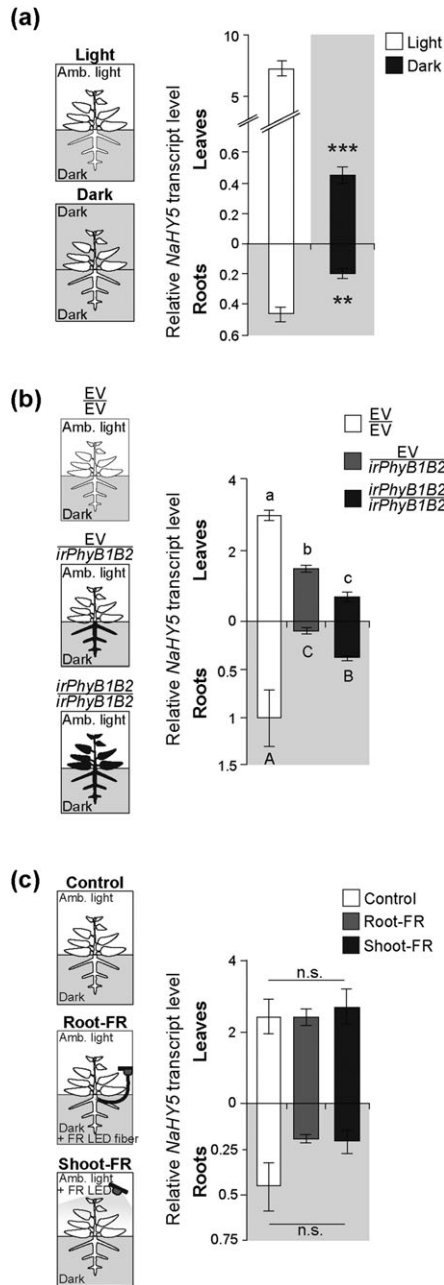 (a)
Light
Amb. light
Dark
Dark
Dark
Dark
Relative NaHY5 transcript level
Roots Leaves
10
5
0.6
0.4
0.2
0
0.2
0.4
0.6
***
**
Light
Dark
(b)
EV
EV
Amb. light
Dark
EV
irPhyB1B2
Amb. light
Dark
irPhyB1B2
irPhyB1B2
Amb. light
Dark
Relative NaHY5 transcript level
Roots Leaves
4
2
0
0.5
1
1.5
a
b
c
A
C
B
EV
EV
EV
irPhyB1B2
irPhyB1B2
irPhyB1B2
(c)
Control
Amb. light
Dark
Root-FR
Amb. light
Dark
+ FR LED fiber
Shoot-FR
Amb. light
+ FR LED
Dark
Relative NaHY5 transcript level
Roots Leaves
6
4
2
0
0.25
0.5
0.75
n.s.
n.s.
Control
Root-FR
Shoot-FR